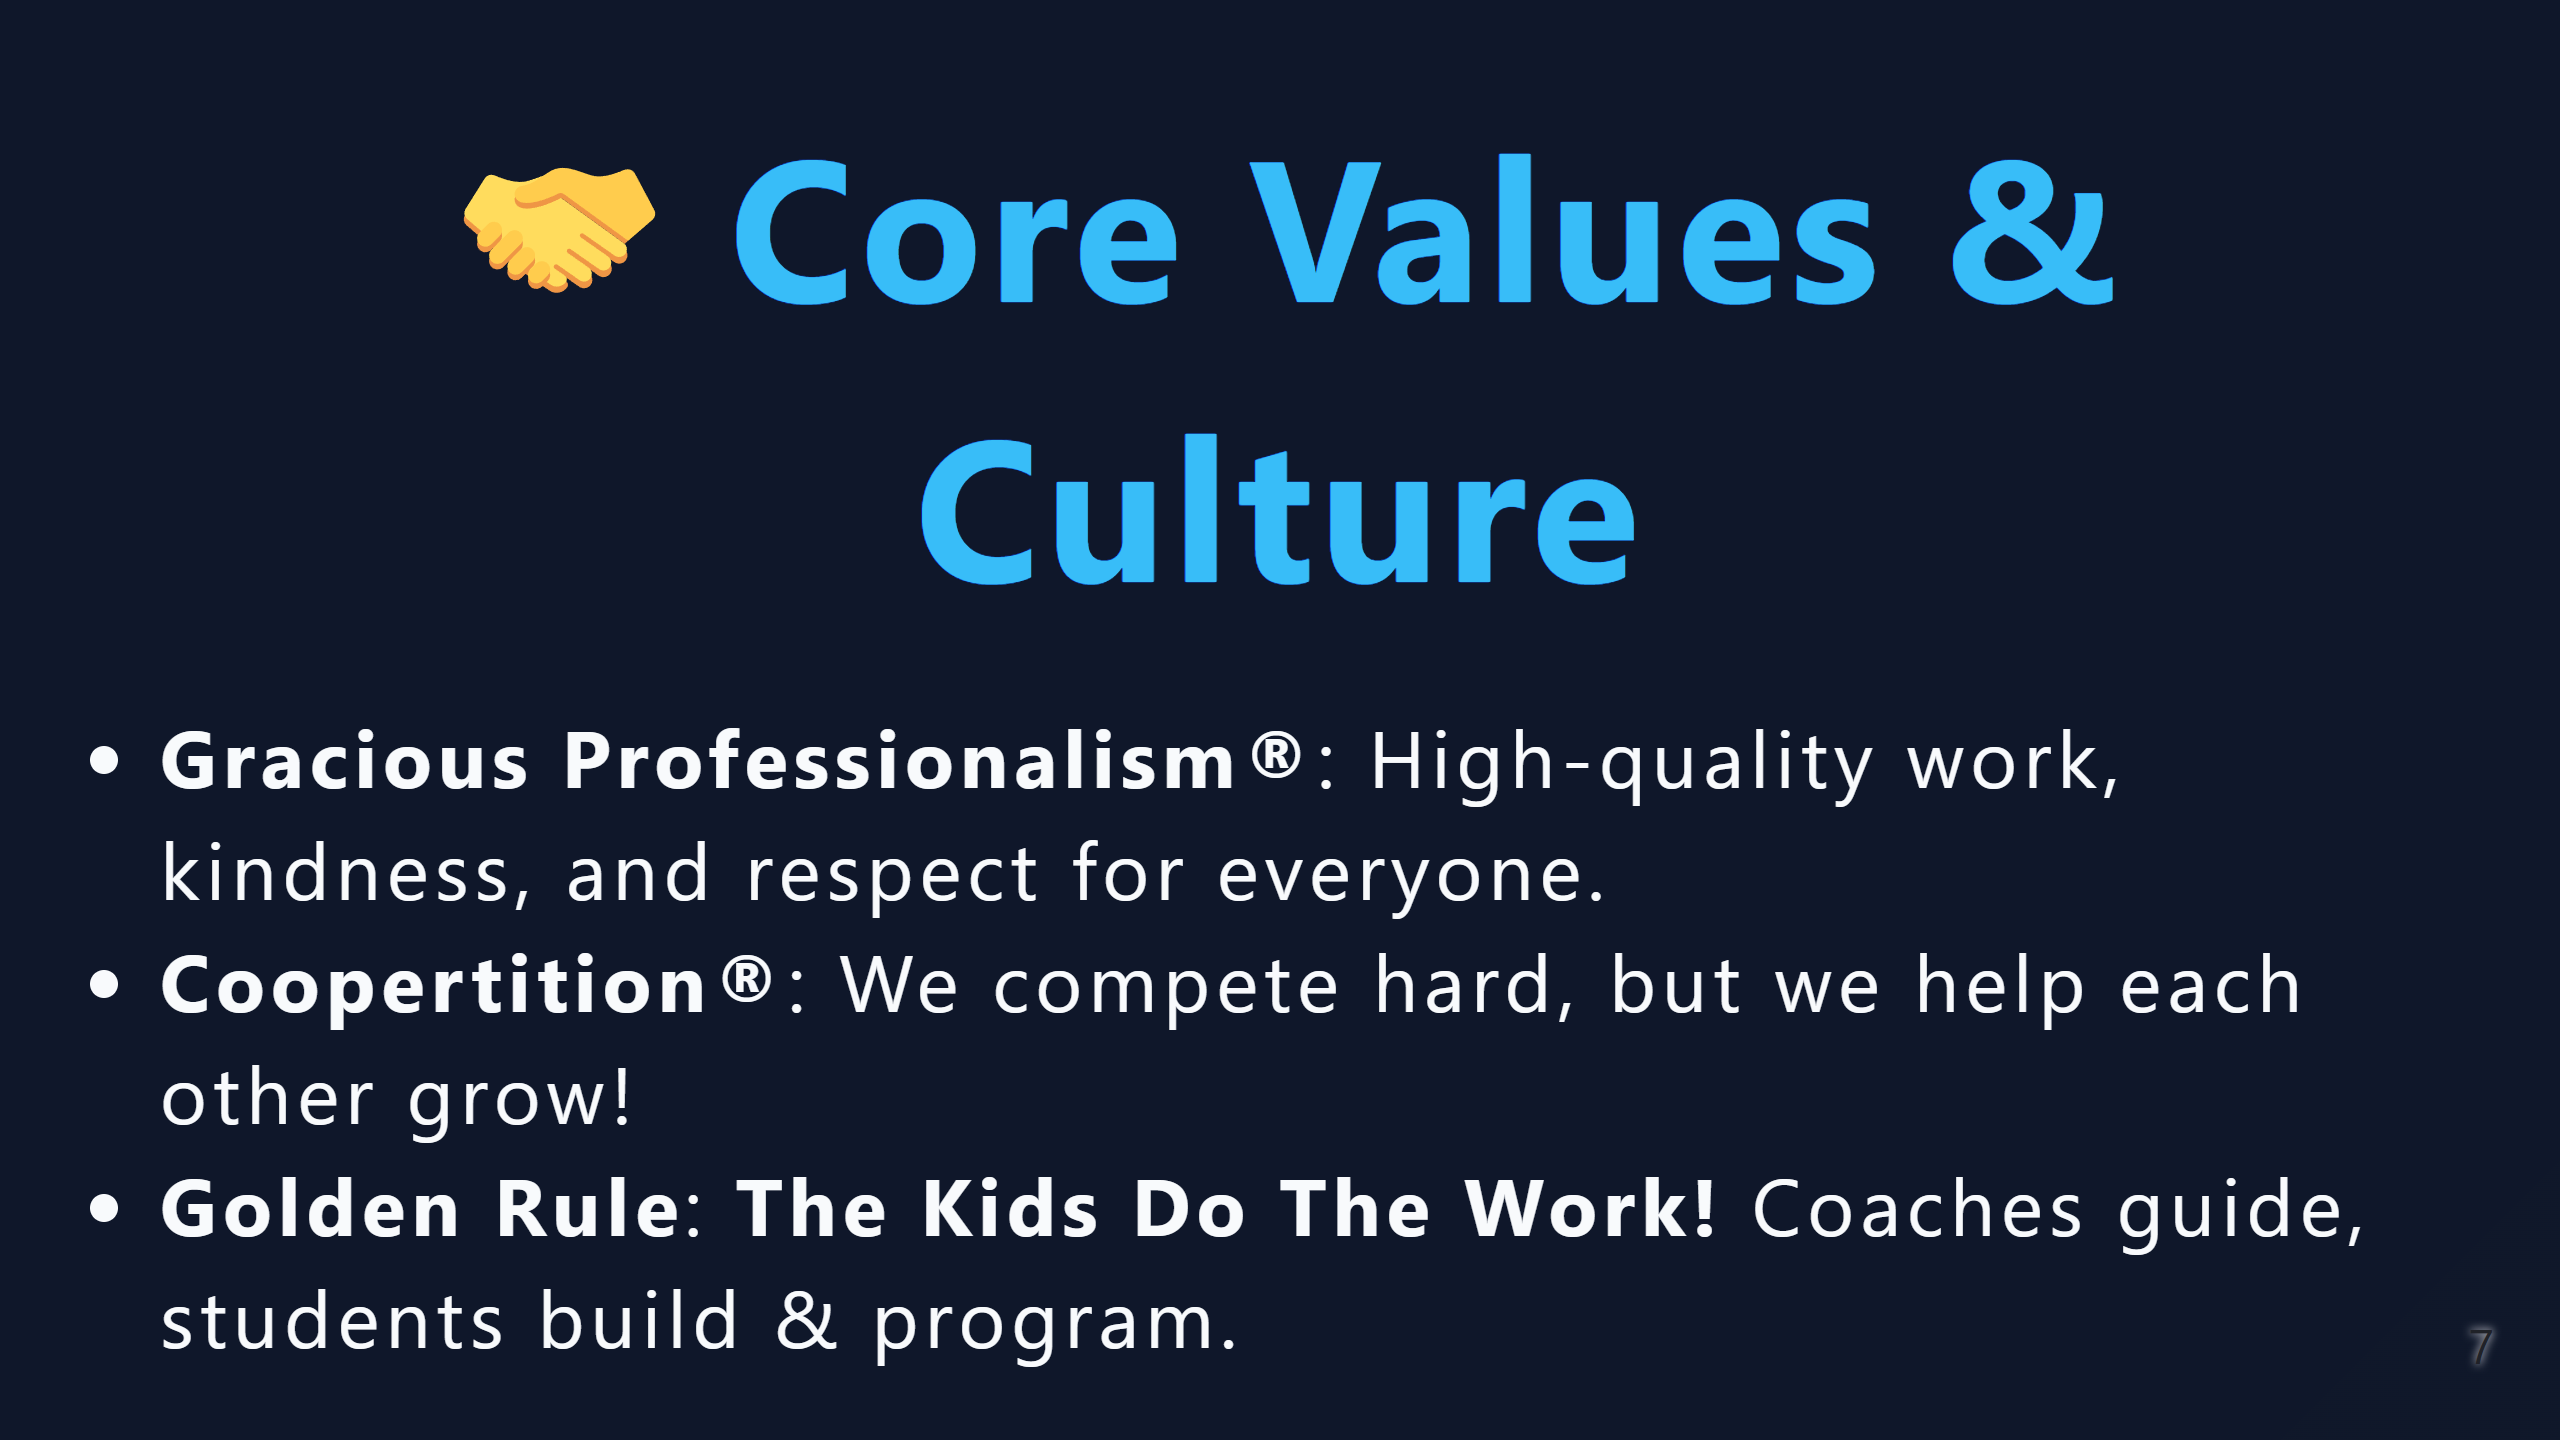 🤝 Core Values &
Culture
• Gracious Professionalism®: High-quality work,
kindness, and respect for everyone.
• Coopertition®: We compete hard, but we help each
other grow!
• Golden Rule: The Kids Do The Work! Coaches guide,
students build & program.
7